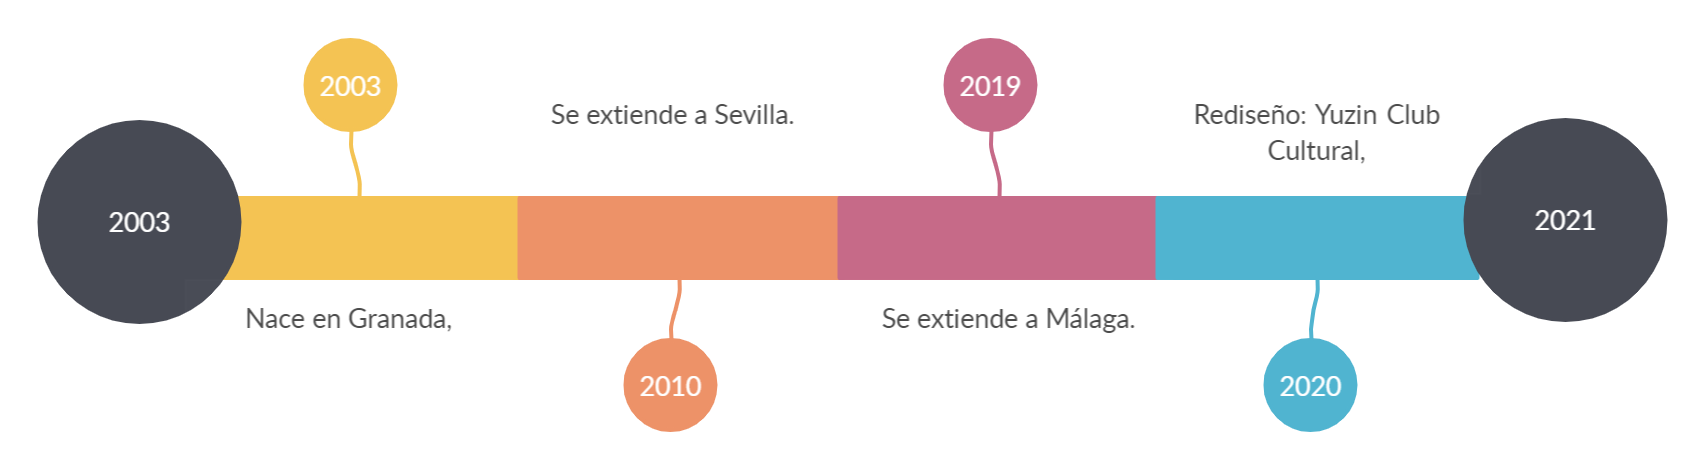 2003
2003
Nace en Granada,
Se extiende a Sevilla.
2010
2019
Se extiende a Málaga.
Rediseño: Yuzin Club
Cultural,
2020
2021